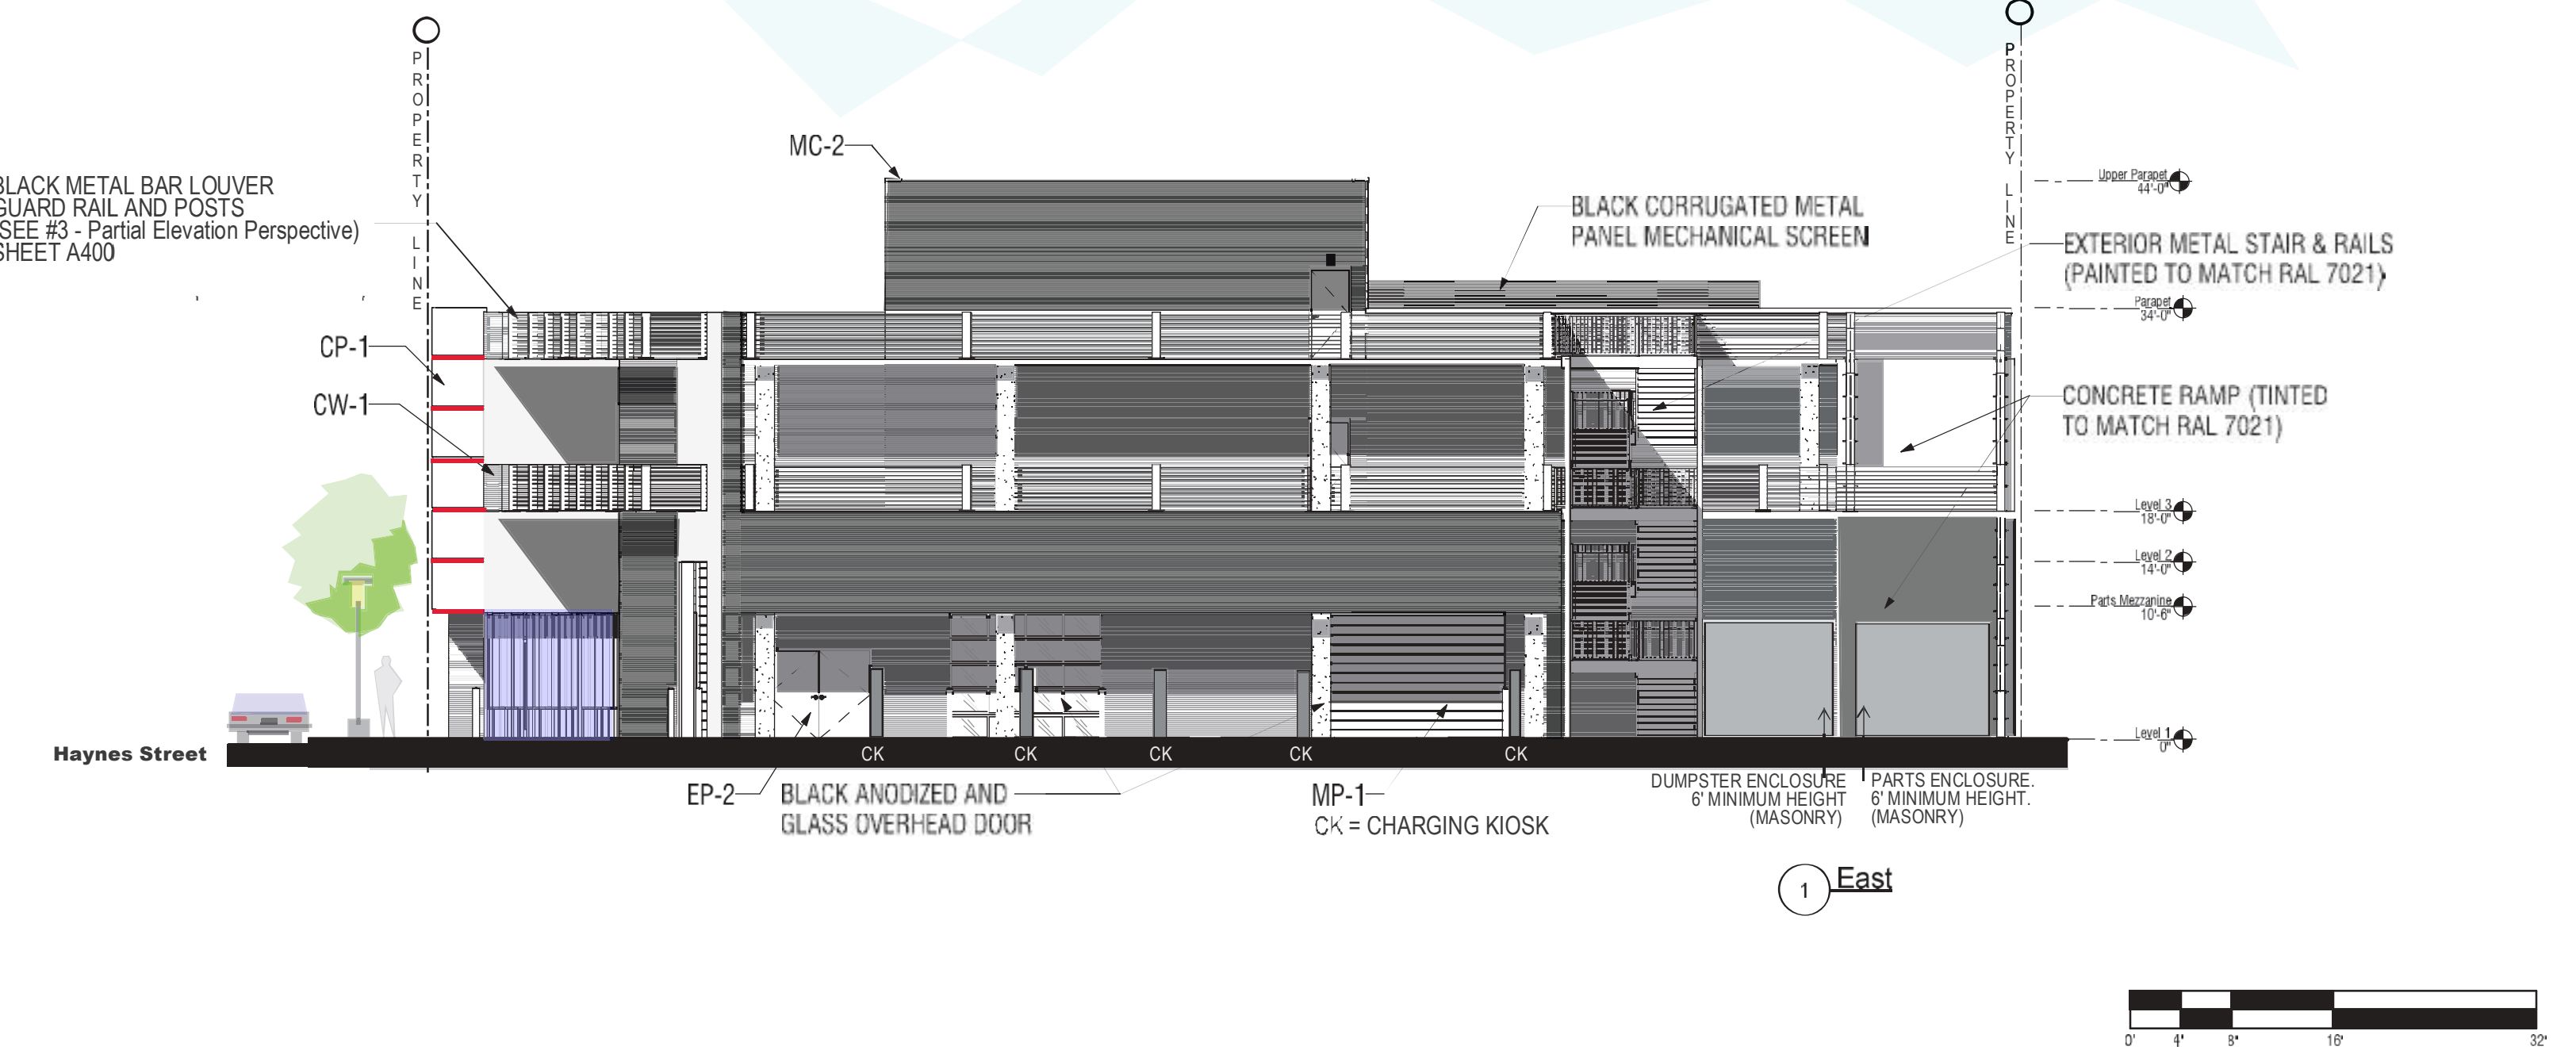 PROPERTY LINE
PROPERTY LINE
MC-2
BLACK METAL BAR LOUVER
GUARD RAIL AND POSTS
SEE #3 - Partial Elevation Perspective)
SHEET A400
BLACK CORRUGATED METAL
PANEL MECHANICAL SCREEN
Upper Parapet
44'-0"
EXTERIOR METAL STAIR & RAILS
(PAINTED TO MATCH RAL 7021)
Parapet
34'-0"
CP-1
CW-1
CONCRETE RAMP (TINTED
TO MATCH RAL 7021)
Level 3
18'-0"
Level 2
14'-0"
Parts Mezzanine
10'-6"
Level 1
0"
Haynes Street
CK
CK
CK
CK
CK
EP-2
BLACK ANODIZED AND
GLASS OVERHEAD DOOR
MP-1
CK = CHARGING KIOSK
DUMPSTER ENCLOSURE
6' MINIMUM HEIGHT
(MASONRY)
PARTS ENCLOSURE.
6' MINIMUM HEIGHT.
(MASONRY)
1
East
0'
4'
8'
16'
32'